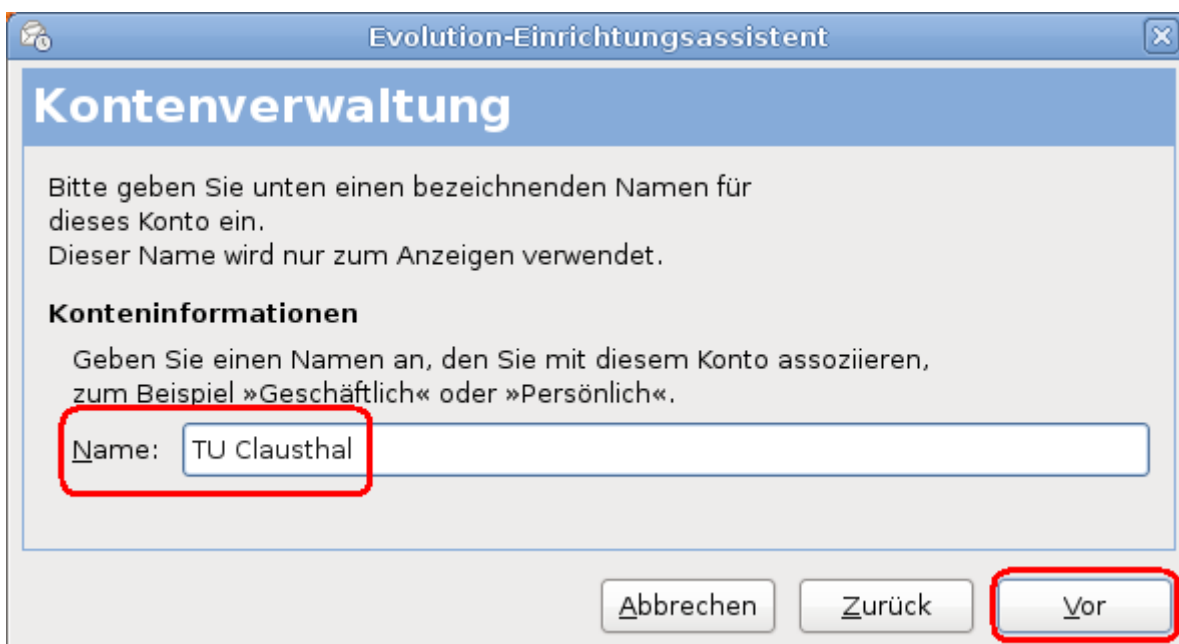 Evolution-Einrichtungsassistent
Kontenverwaltung
Bitte geben Sie unten einen bezeichnenden Namen für
dieses Konto ein.
Dieser Name wird nur zum Anzeigen verwendet.
Konteninformationen
Geben Sie einen Namen an, den Sie mit diesem Konto assoziieren,
zum Beispiel »Geschäftlich« oder »Persönlich«.
Name: TU Clausthal
Abbrechen Zurück Vor